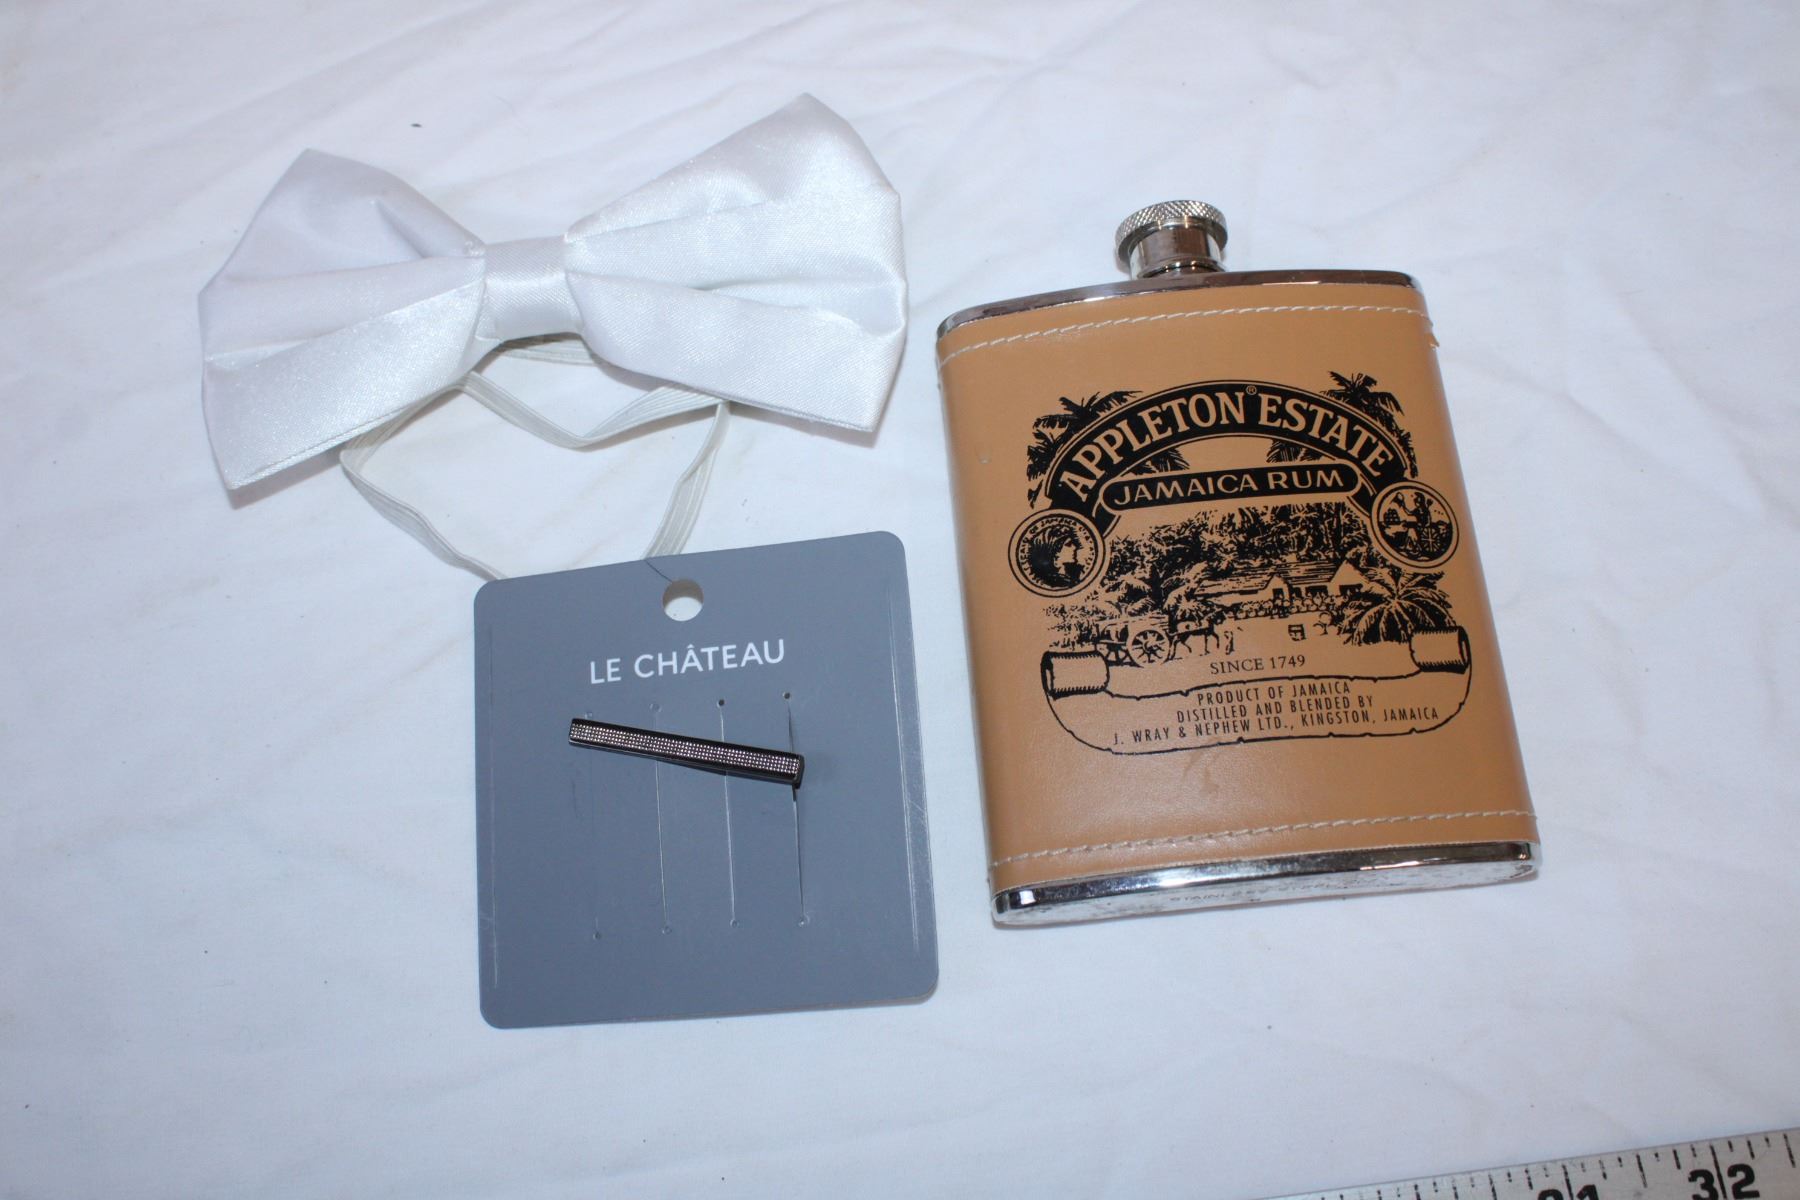 APPLETON® ESTATE
JAMAICA RUM
SINCE 1749
PRODUCT OF JAMAICA
DISTILLED AND BLENDED BY
J. WRAY & NEPHEW LTD., KINGSTON, JAMAICA
LE CHÂTEAU
32